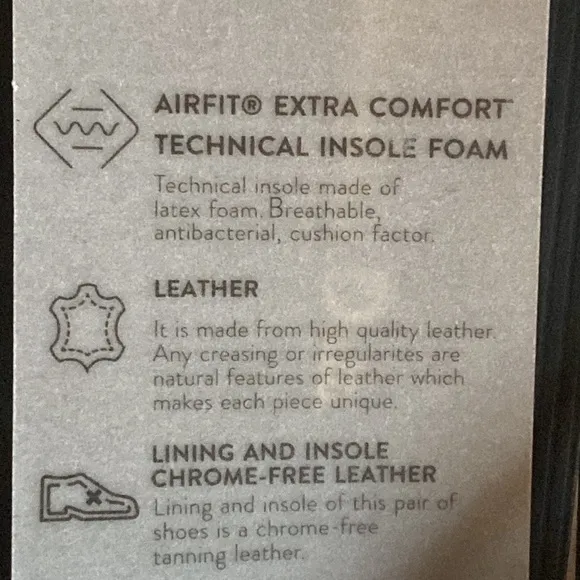 AIRFIT® EXTRA COMFORT™
TECHNICAL INSOLE FOAM
Technical insole made of
latex foam. Breathable,
antibacterial, cushion factor.
LEATHER
It is made from high quality leather.
Any creasing or irregularites are
natural features of leather which
makes each piece unique.
LINING AND INSOLE
CHROME-FREE LEATHER
Lining and insole of this pair of
shoes is a chrome-free
tanning leather.